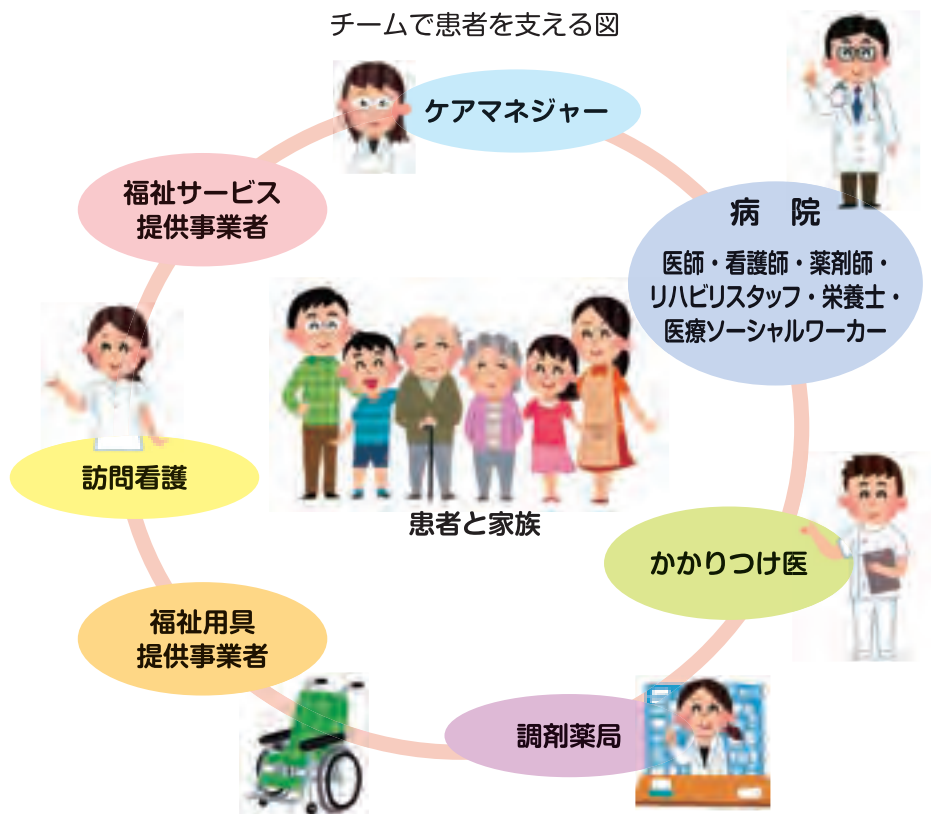 チームで患者を支える図
ケアマネジャー
病　院
医師・看護師・薬剤師・
リハビリスタッフ・栄養士・
医療ソーシャルワーカー
かかりつけ医
調剤薬局
福祉用具
提供事業者
訪問看護
福祉サービス
提供事業者
患者と家族